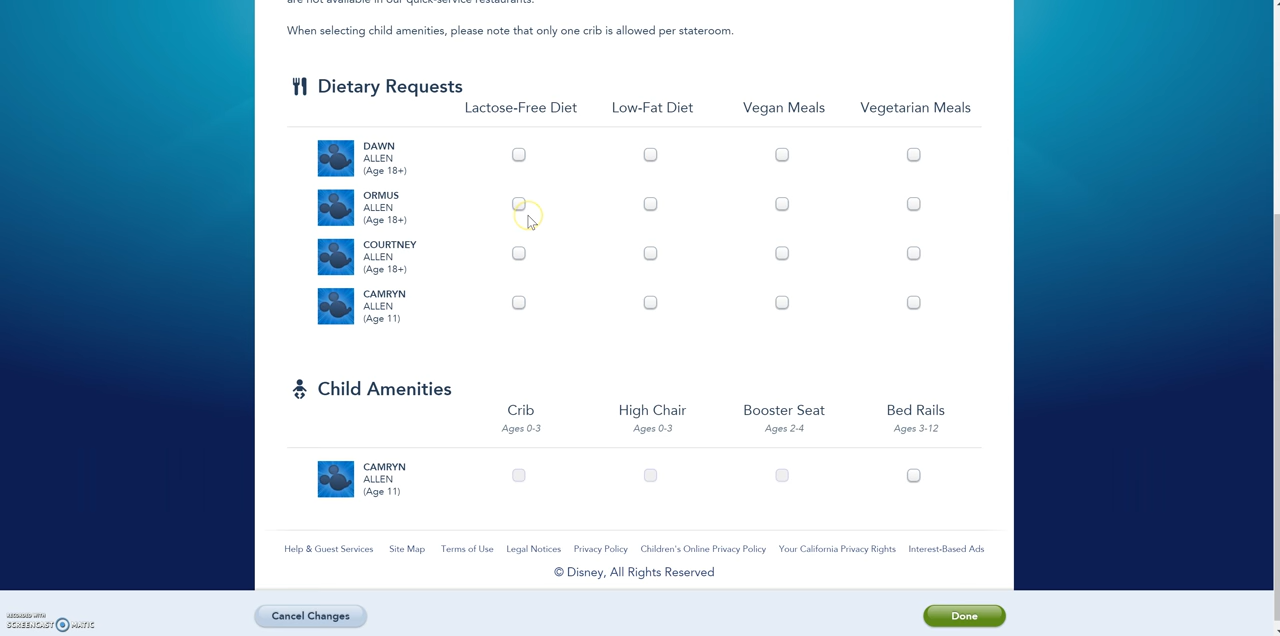 are not available in our quick-service restaurants.
When selecting child amenities, please note that only one crib is allowed per stateroom.
Dietary Requests
Lactose-Free Diet Low-Fat Diet Vegan Meals Vegetarian Meals
DAWN
ALLEN
(Age 18+)
ORMUS
ALLEN
(Age 18+)
COURTNEY
ALLEN
(Age 18+)
CAMRYN
ALLEN
(Age 11)
Child Amenities
Crib High Chair Booster Seat Bed Rails
Ages 0-3 Ages 0-3 Ages 2-4 Ages 3-12
CAMRYN
ALLEN
(Age 11)
Help & Guest Services Site Map Terms of Use Legal Notices Privacy Policy Children's Online Privacy Policy Your California Privacy Rights Interest-Based Ads
© Disney, All Rights Reserved
Cancel Changes Done
RECORDED WITH
SCREENCAST MATIC